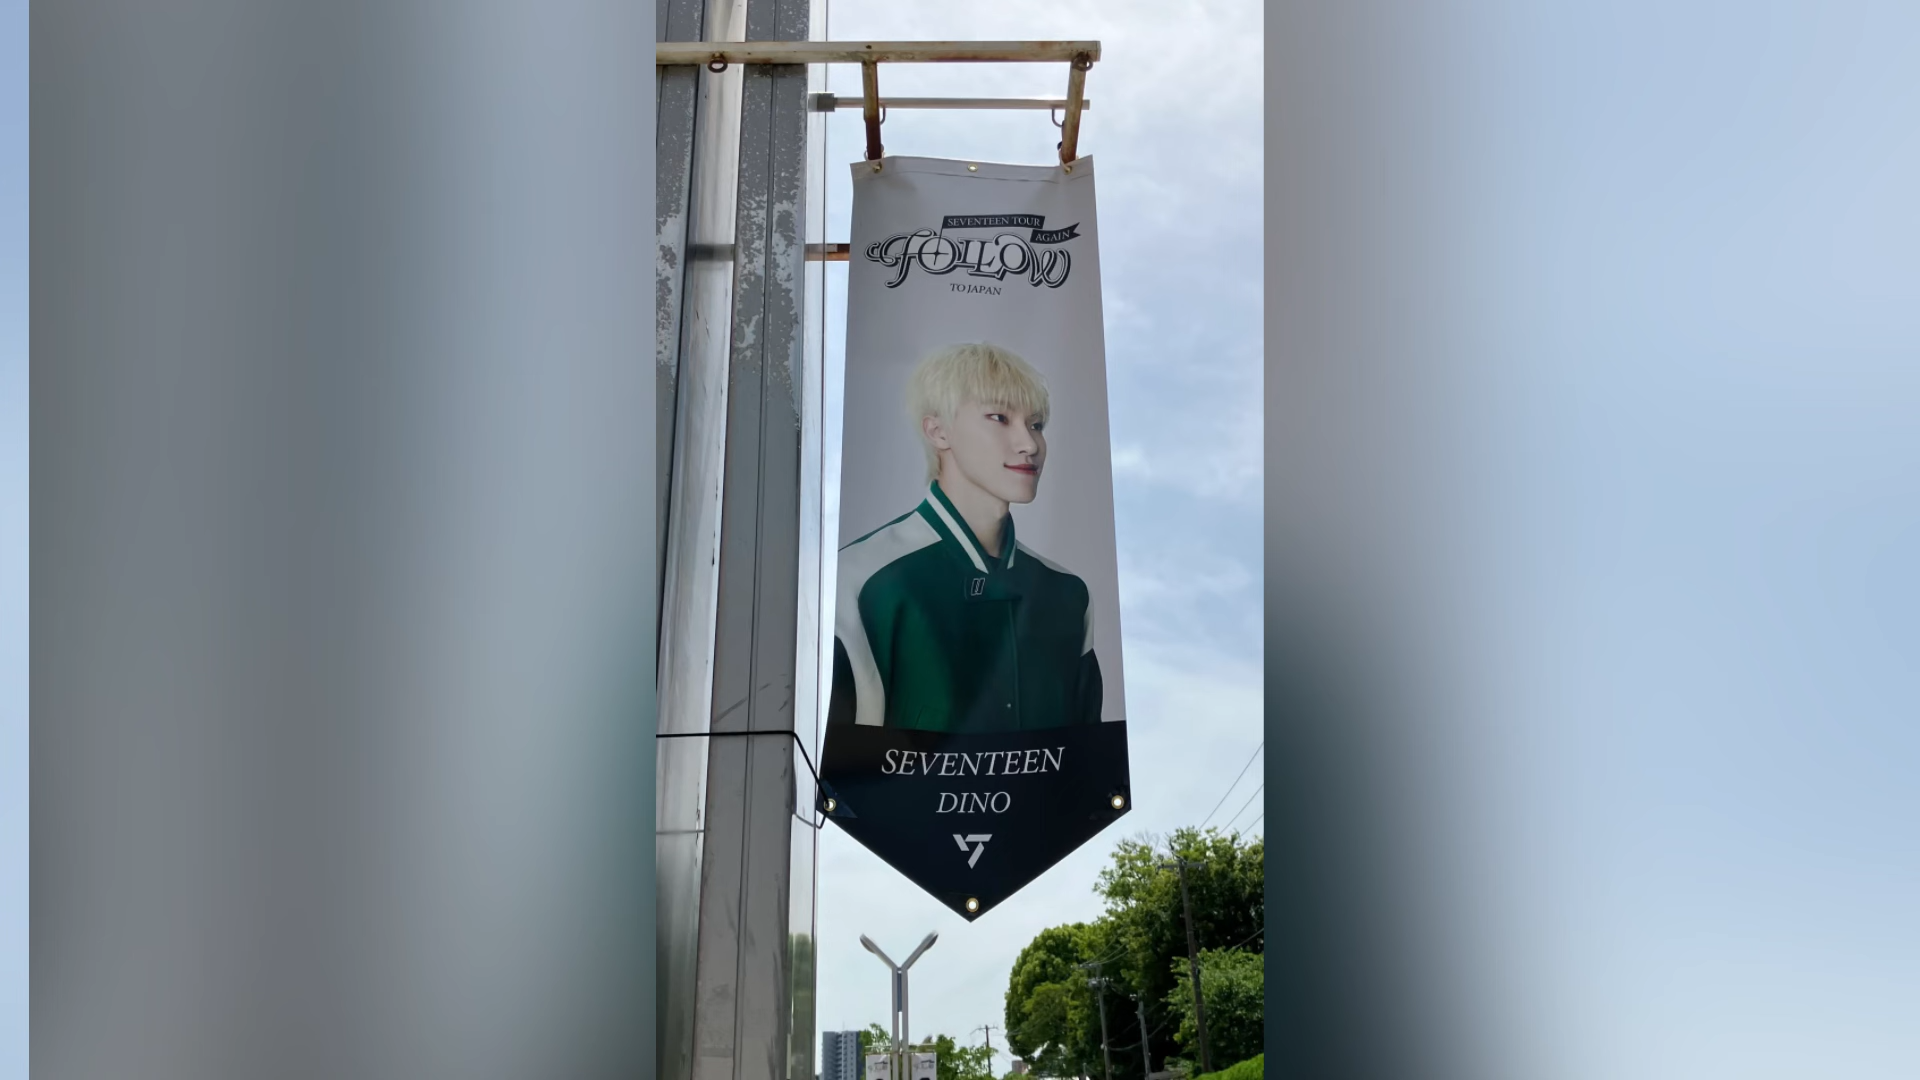 SEVENTEEN TOUR
AGAIN
FOLLOW
TO JAPAN
SEVENTEEN
DINO